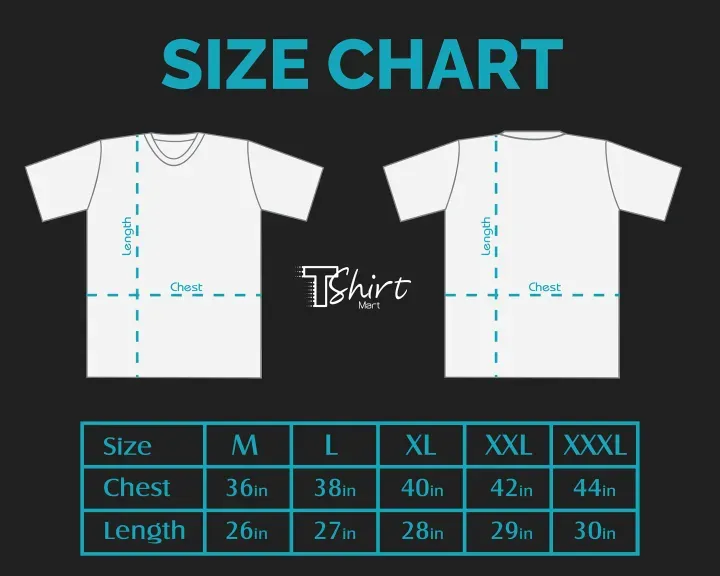 SIZE CHART
Length
Chest
TShirt
Mart
Length
Chest
Size M L XL XXL XXXL
Chest 36in 38in 40in 42in 44in
Length 26in 27in 28in 29in 30in